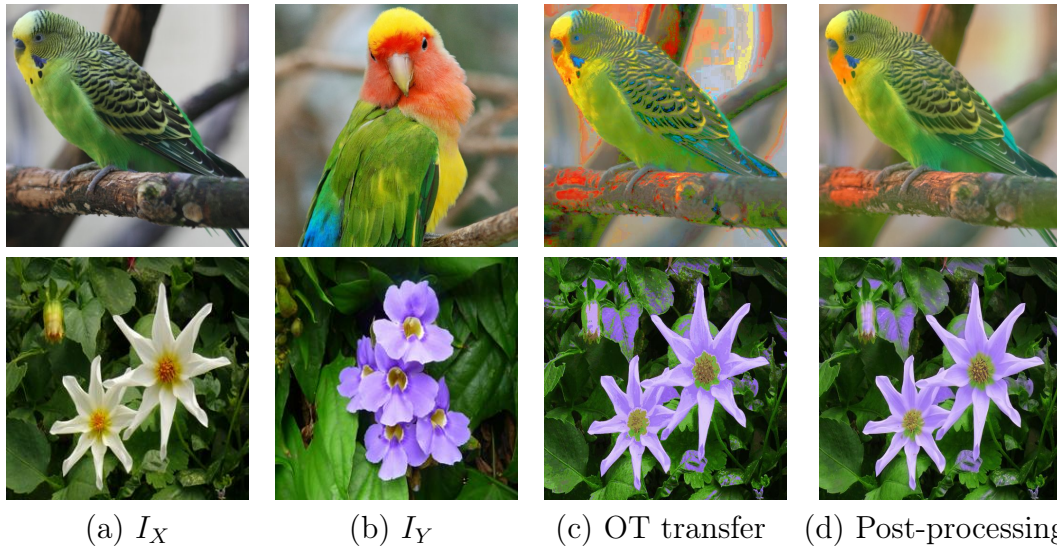 (a) I_X
(b) I_Y
(c) OT transfer
(d) Post-processing